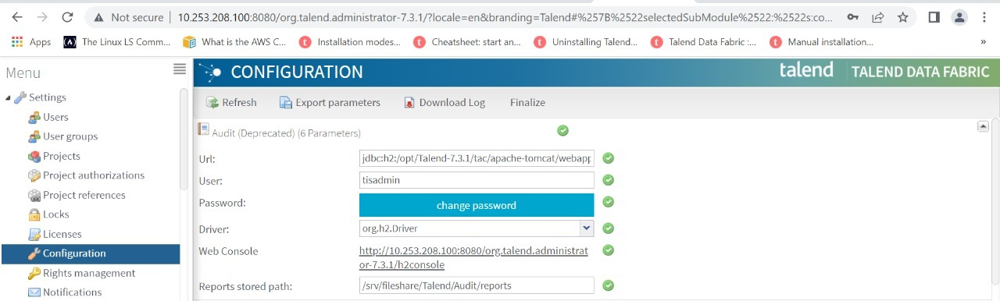 Not secure | 10.253.208.100:8080/org.talend.administrator-7.3.1/?locale=en&branding=Talend#%257B%2522selectedSubModule%2522:%2522s:co...
Apps The Linux LS Comm... What is the AWS C... Installation modes... Cheatsheet: start an... Uninstalling Talend... Talend Data Fabric :... Manual installation... »
Menu
CONFIGURATION
talend TALEND DATA FABRIC
Settings
Users
User groups
Projects
Project authorizations
Project references
Locks
Licenses
Configuration
Rights management
Notifications
Refresh Export parameters Download Log Finalize
Audit (Deprecated) (6 Parameters)
Url: jdbc:h2:/opt/Talend-7.3.1/tac/apache-tomcat/webapp
User: tisadmin
Password: change password
Driver: org.h2.Driver
Web Console http://10.253.208.100:8080/org.talend.administrat
or-7.3.1/h2console
Reports stored path: /srv/fileshare/Talend/Audit/reports